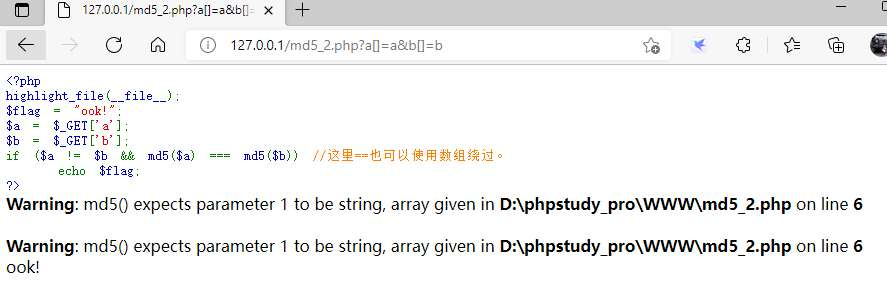 127.0.0.1/md5_2.php?a[]=a&b[]=
127.0.0.1/md5_2.php?a[]=a&b[]=b
<?php
highlight_file(__file__);
$flag = "ook!";
$a = $_GET['a'];
$b = $_GET['b'];
if ($a != $b && md5($a) === md5($b)) //这里==也可以使用数组绕过。
echo $flag;
?>
Warning: md5() expects parameter 1 to be string, array given in D:\phpstudy_pro\WWW\md5_2.php on line 6
Warning: md5() expects parameter 1 to be string, array given in D:\phpstudy_pro\WWW\md5_2.php on line 6
ook!